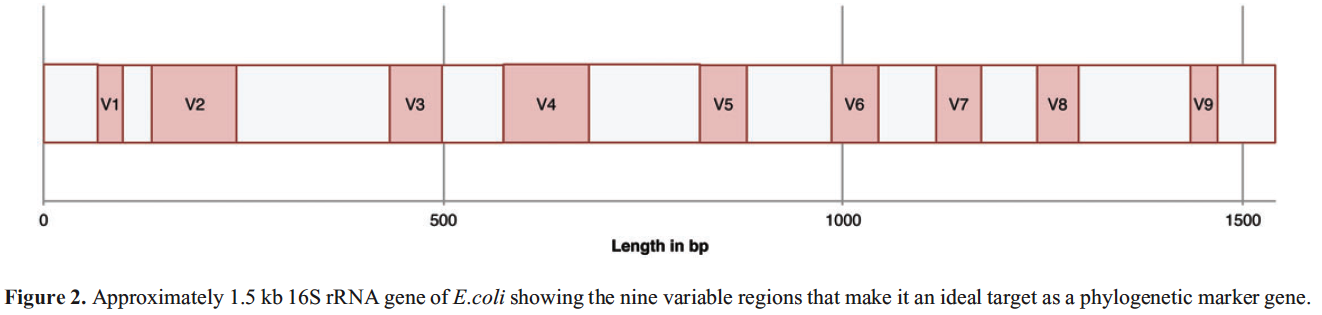 V1 V2 V3 V4 V5 V6 V7 V8 V9
0 500 1000 1500
Length in bp
Figure 2. Approximately 1.5 kb 16S rRNA gene of E.coli showing the nine variable regions that make it an ideal target as a phylogenetic marker gene.